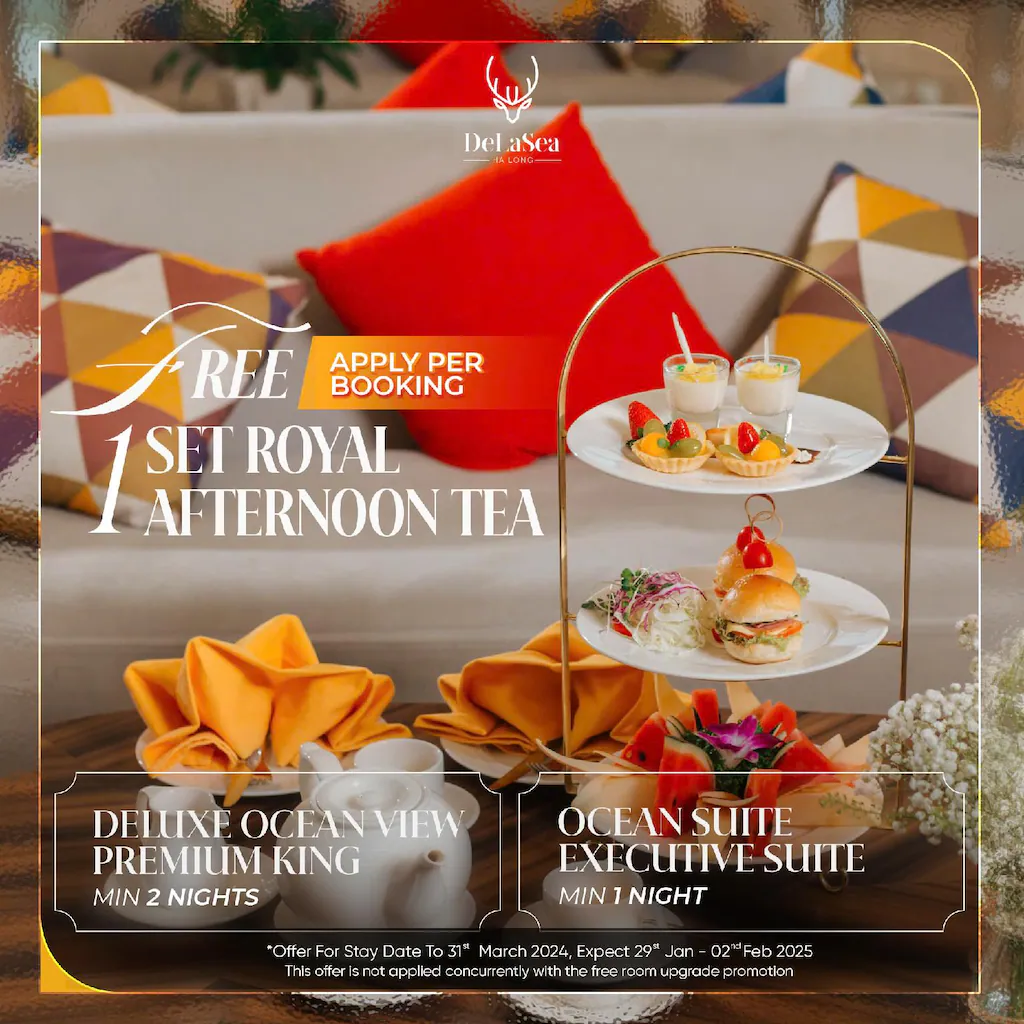 DeLaSea
HA LONG
FREE
APPLY PER
BOOKING
1 SET ROYAL
AFTERNOON TEA
DELUXE OCEAN VIEW
PREMIUM KING
MIN 2 NIGHTS
OCEAN SUITE
EXECUTIVE SUITE
MIN 1 NIGHT
*Offer For Stay Date To 31st March 2024, Expect 29st Jan - 02nd Feb 2025
This offer is not applied concurrently with the free room upgrade promotion